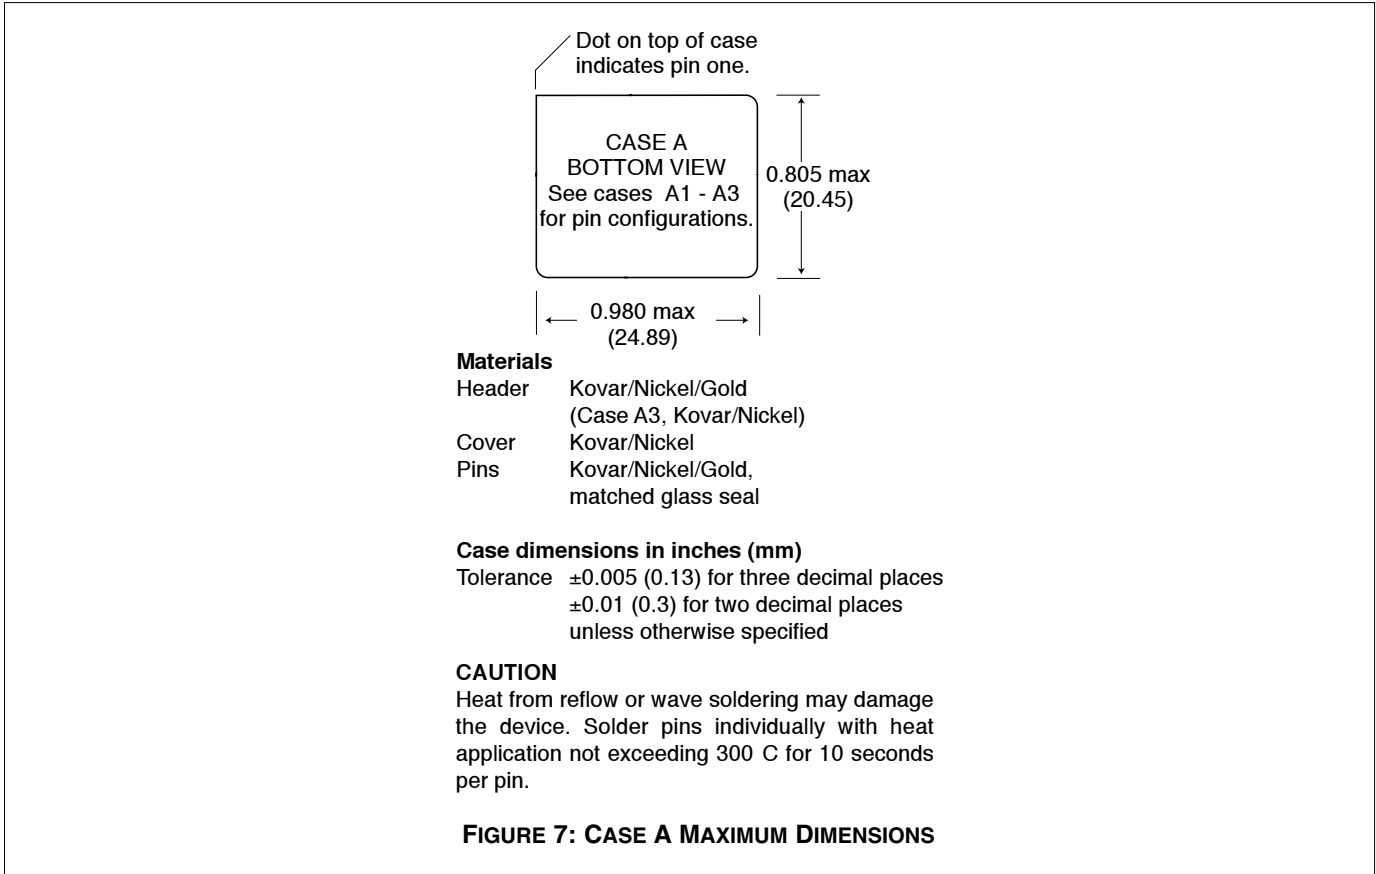 Dot on top of case
indicates pin one.
CASE A
BOTTOM VIEW
See cases A1 - A3
for pin configurations.
0.805 max
(20.45)
0.980 max
(24.89)
Materials
Header Kovar/Nickel/Gold
(Case A3, Kovar/Nickel)
Cover Kovar/Nickel
Pins Kovar/Nickel/Gold,
matched glass seal
Case dimensions in inches (mm)
Tolerance ±0.005 (0.13) for three decimal places
±0.01 (0.3) for two decimal places
unless otherwise specified
CAUTION
Heat from reflow or wave soldering may damage
the device. Solder pins individually with heat
application not exceeding 300 C for 10 seconds
per pin.
FIGURE 7: CASE A MAXIMUM DIMENSIONS